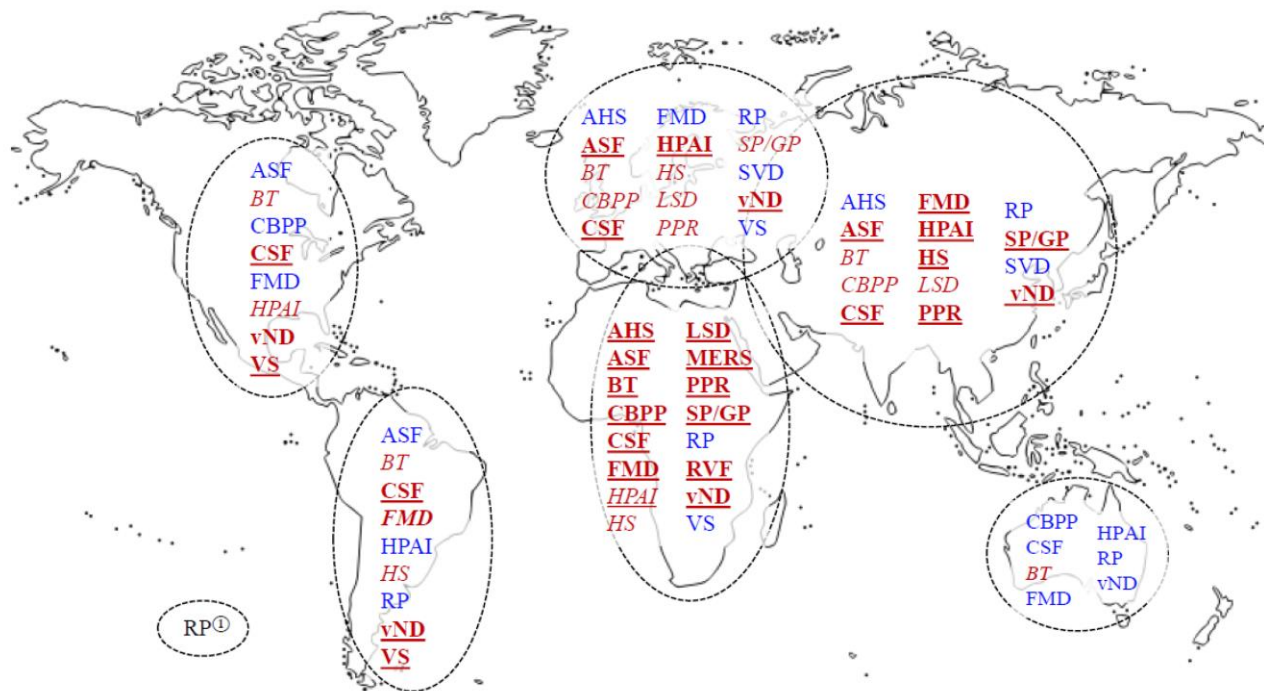 ASF
BT
CBPP
CSF
FMD
HPAI
vND
VS
ASF
BT
CSF
FMD
HPAI
HS
RP
vND
VS
RP①
AHS FMD RP
ASF HPAI SP/GP
BT HS SVD
CBPP LSD vND
CSF PPR VS
AHS LSD
ASF MERS
BT PPR
CBPP SP/GP
CSF RP
FMD RVF
HPAI vND
HS VS
AHS FMD RP
ASF HPAI SP/GP
BT HS SVD
CBPP LSD vND
CSF PPR
CBPP HPAI
CSF RP
BT vND
FMD